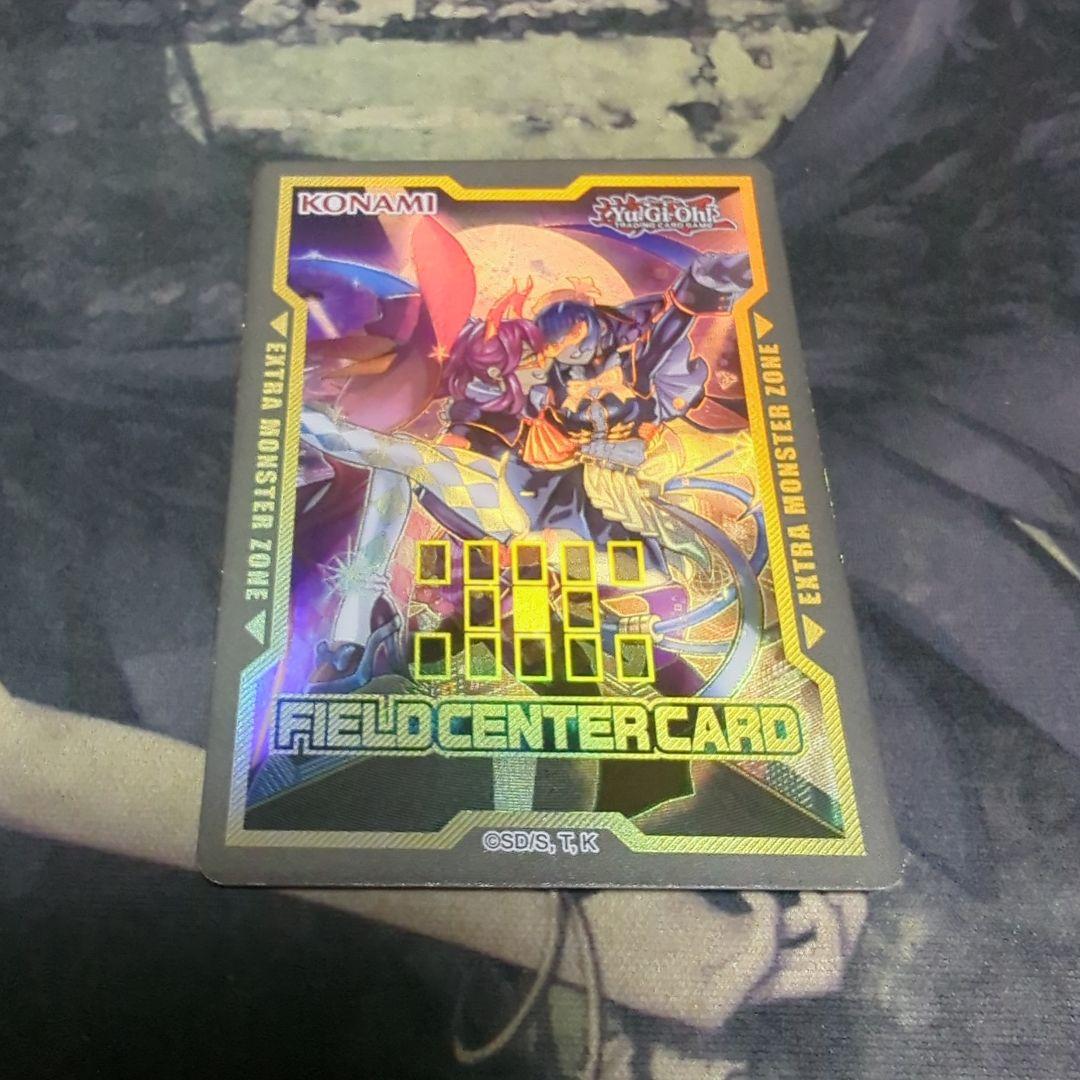 KONAMI
Yu-Gi-Oh!
TRADING CARD GAME
EXTRA MONSTER ZONE
EXTRA MONSTER ZONE
FIELD CENTER CARD
©SD/S, T, K